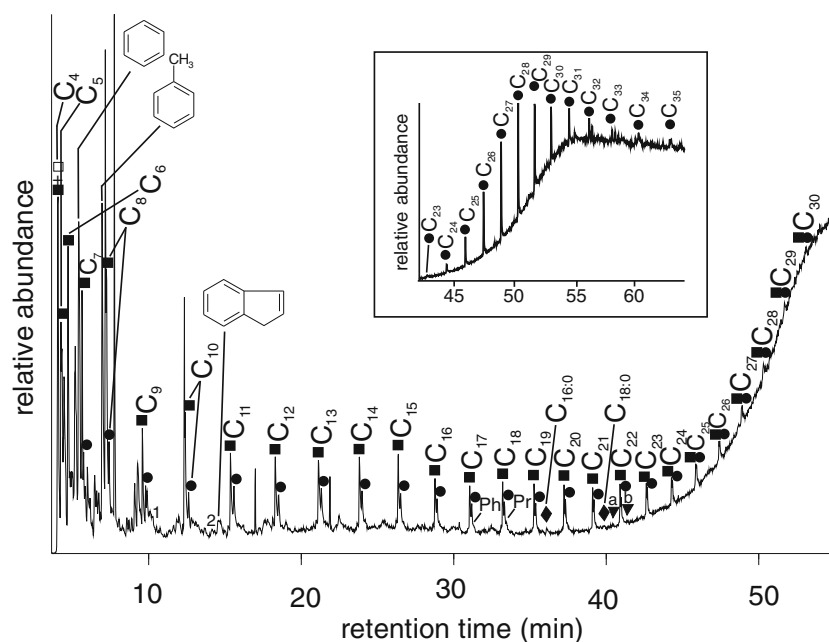 CH₃
C₄
C₅
C₆
C₇
C₈
C₉
C₁₀
C₁₁
C₁₂
C₁₃
C₁₄
C₁₅
C₁₆
C₁₇
C₁₈
C₁₉
C₁₆:₀
C₂₀
C₂₁
C₁₈:₀
C₂₂
C₂₃
C₂₄
C₂₅
C₂₆
C₂₇
C₂₈
C₂₉
C₃₀
1
2
Ph
Pr
a
b
relative abundance
10
20
30
40
50
retention time (min)
relative abundance
C₂₃
C₂₄
C₂₅
C₂₆
C₂₇
C₂₈
C₂₉
C₃₀
C₃₁
C₃₂
C₃₃
C₃₄
C₃₅
45
50
55
60